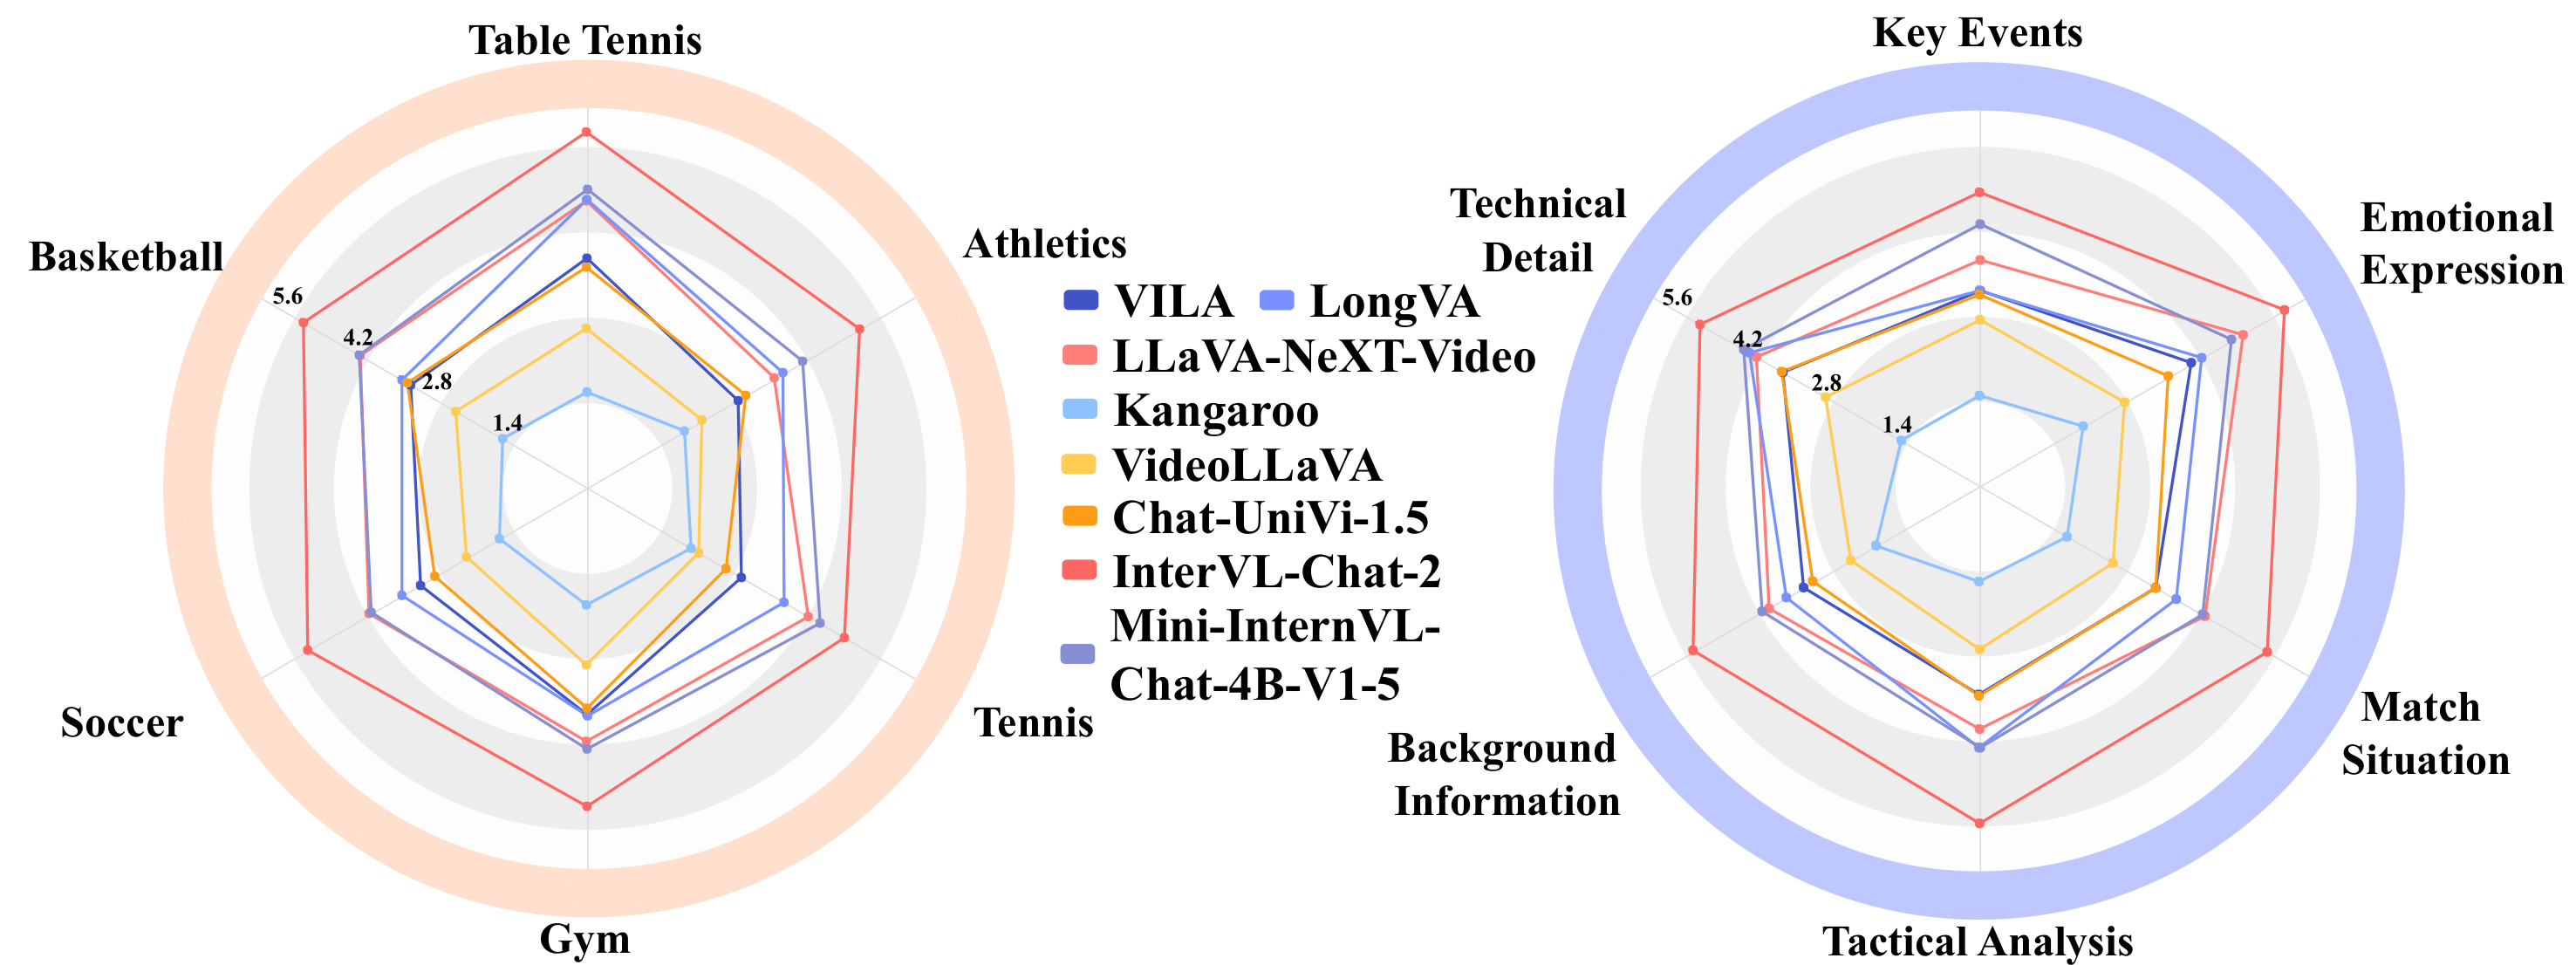 Table Tennis
Athletics
Basketball
5.6
4.2
2.8
1.4
Soccer
Tennis
Gym
VILA LongVA
LLaVA-NeXT-Video
Kangaroo
VideoLLaVA
Chat-UniVi-1.5
InterVL-Chat-2
Mini-InternVL-
Chat-4B-V1-5
Key Events
Technical
Detail
Emotional
Expression
5.6
4.2
2.8
1.4
Background
Information
Match
Situation
Tactical Analysis